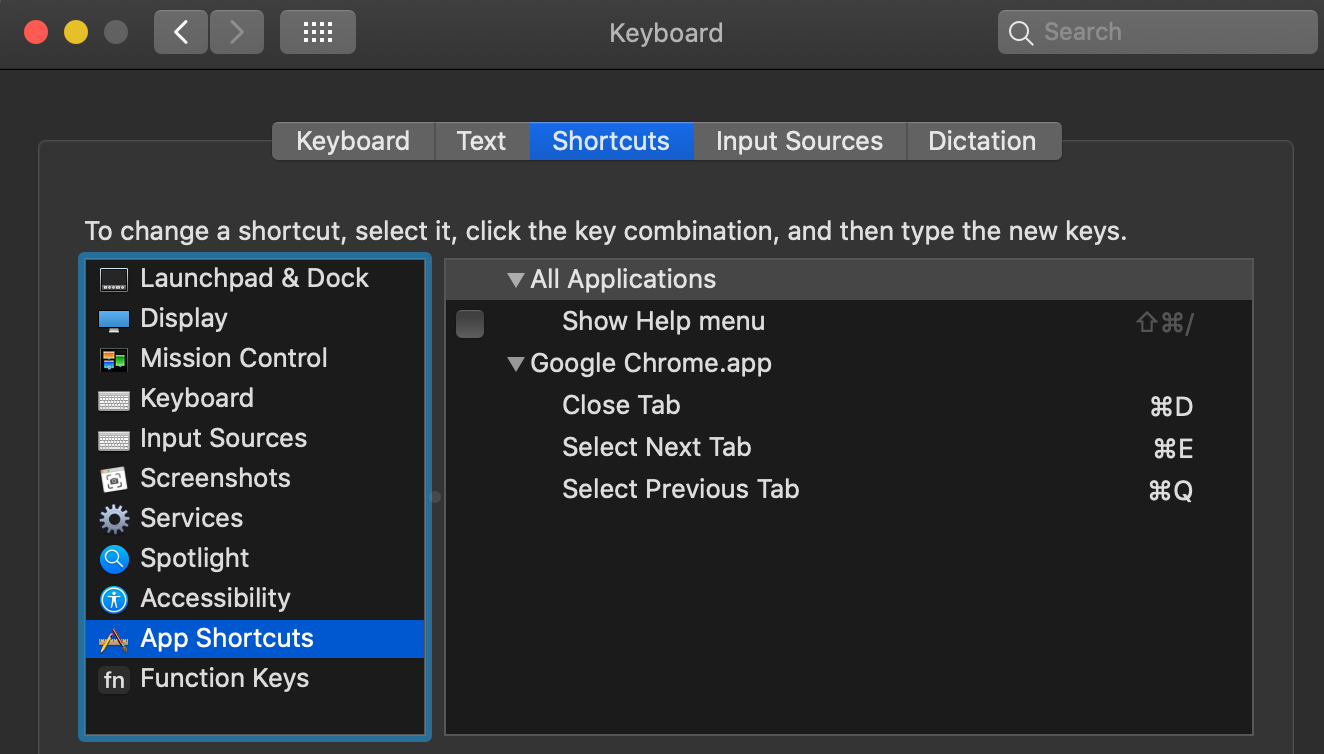 Keyboard
Search
Keyboard Text Shortcuts Input Sources Dictation
To change a shortcut, select it, click the key combination, and then type the new keys.
Launchpad & Dock
Display
Mission Control
Keyboard
Input Sources
Screenshots
Services
Spotlight
Accessibility
App Shortcuts
fn Function Keys
▼ All Applications
Show Help menu ⇧⌘/
▼ Google Chrome.app
Close Tab ⌘D
Select Next Tab ⌘E
Select Previous Tab ⌘Q